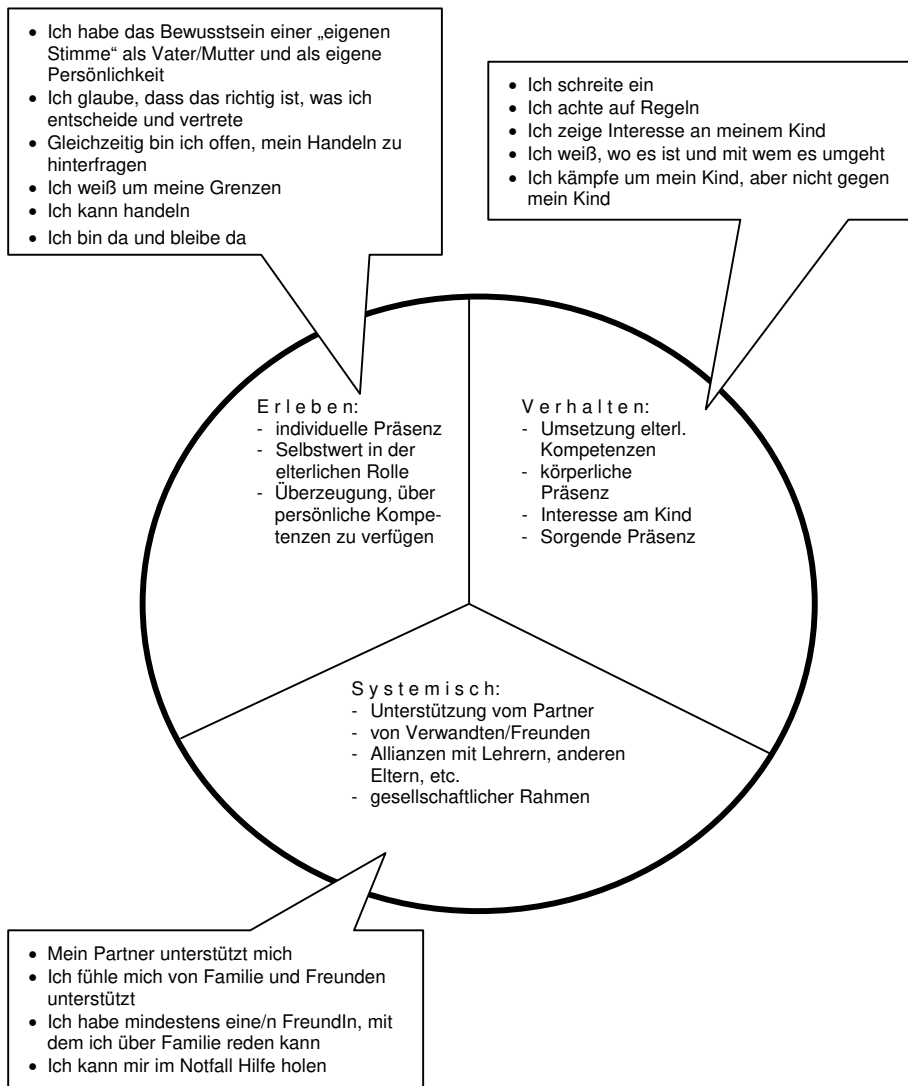 • Ich habe das Bewusstsein einer „eigenen
Stimme“ als Vater/Mutter und als eigene
Persönlichkeit
• Ich glaube, dass das richtig ist, was ich
entscheide und vertrete
• Gleichzeitig bin ich offen, mein Handeln zu
hinterfragen
• Ich weiß um meine Grenzen
• Ich kann handeln
• Ich bin da und bleibe da
• Ich schreite ein
• Ich achte auf Regeln
• Ich zeige Interesse an meinem Kind
• Ich weiß, wo es ist und mit wem es umgeht
• Ich kämpfe um mein Kind, aber nicht gegen
mein Kind
E r l e b e n:
- individuelle Präsenz
- Selbstwert in der
elterlichen Rolle
- Überzeugung, über
persönliche Kompe-
tenzen zu verfügen
V e r h a l t e n:
- Umsetzung elterl.
Kompetenzen
- körperliche
Präsenz
- Interesse am Kind
- Sorgende Präsenz
S y s t e m i s c h:
- Unterstützung vom Partner
- von Verwandten/Freunden
- Allianzen mit Lehrern, anderen
Eltern, etc.
- gesellschaftlicher Rahmen
• Mein Partner unterstützt mich
• Ich fühle mich von Familie und Freunden
unterstützt
• Ich habe mindestens eine/n FreundIn, mit
dem ich über Familie reden kann
• Ich kann mir im Notfall Hilfe holen